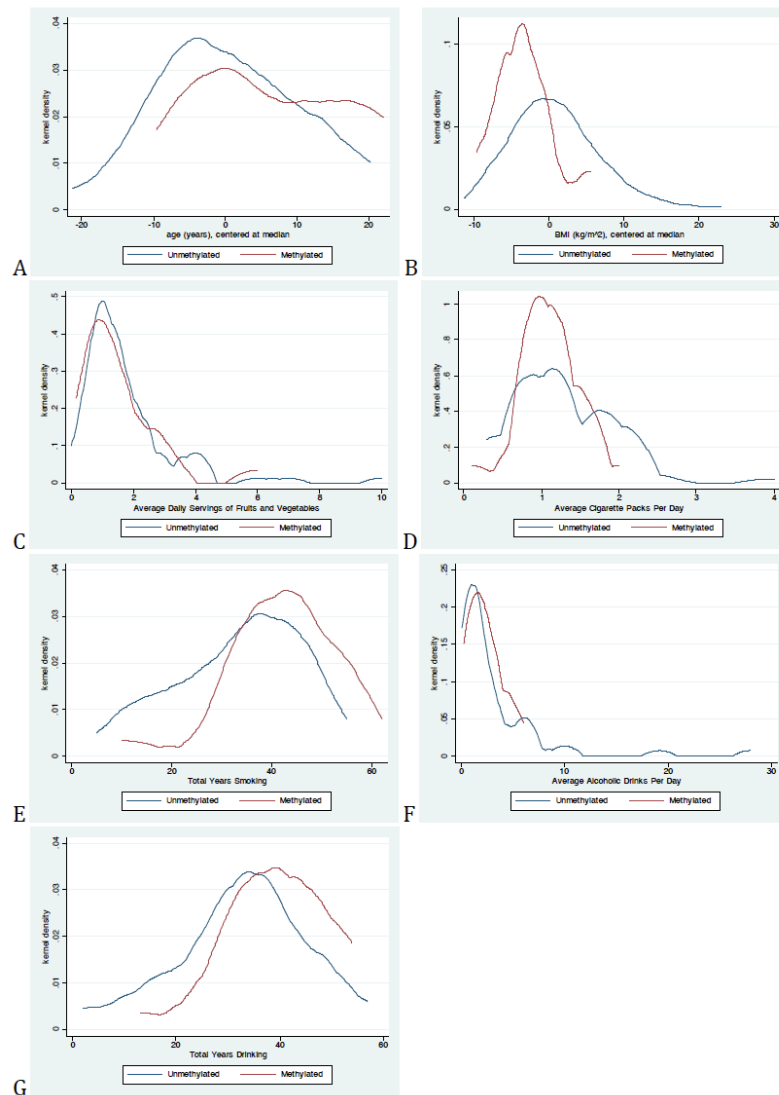 kernel density
0 .01 .02 .03 .04
-20 -10 0 10 20
age (years), centered at median
Unmethylated Methylated
A
kernel density
0 .05 .1
-10 0 10 20 30
BMI (kg/m^2), centered at median
Unmethylated Methylated
B
kernel density
0 .1 .2 .3 .4 .5
0 2 4 6 8 10
Average Daily Servings of Fruits and Vegetables
Unmethylated Methylated
C
kernel density
0 .2 .4 .6 .8 1
0 1 2 3 4
Average Cigarette Packs Per Day
Unmethylated Methylated
D
kernel density
0 .01 .02 .03 .04
0 20 40 60
Total Years Smoking
Unmethylated Methylated
E
kernel density
0 .05 .1 .15 .2 .25
0 10 20 30
Average Alcoholic Drinks Per Day
Unmethylated Methylated
F
kernel density
0 .01 .02 .03 .04
0 20 40 60
Total Years Drinking
Unmethylated Methylated
G